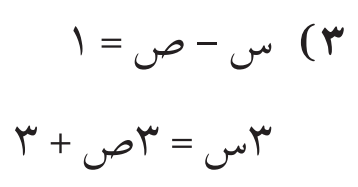 ٣) س − ص = ١
٣س = ٣ص + ٣